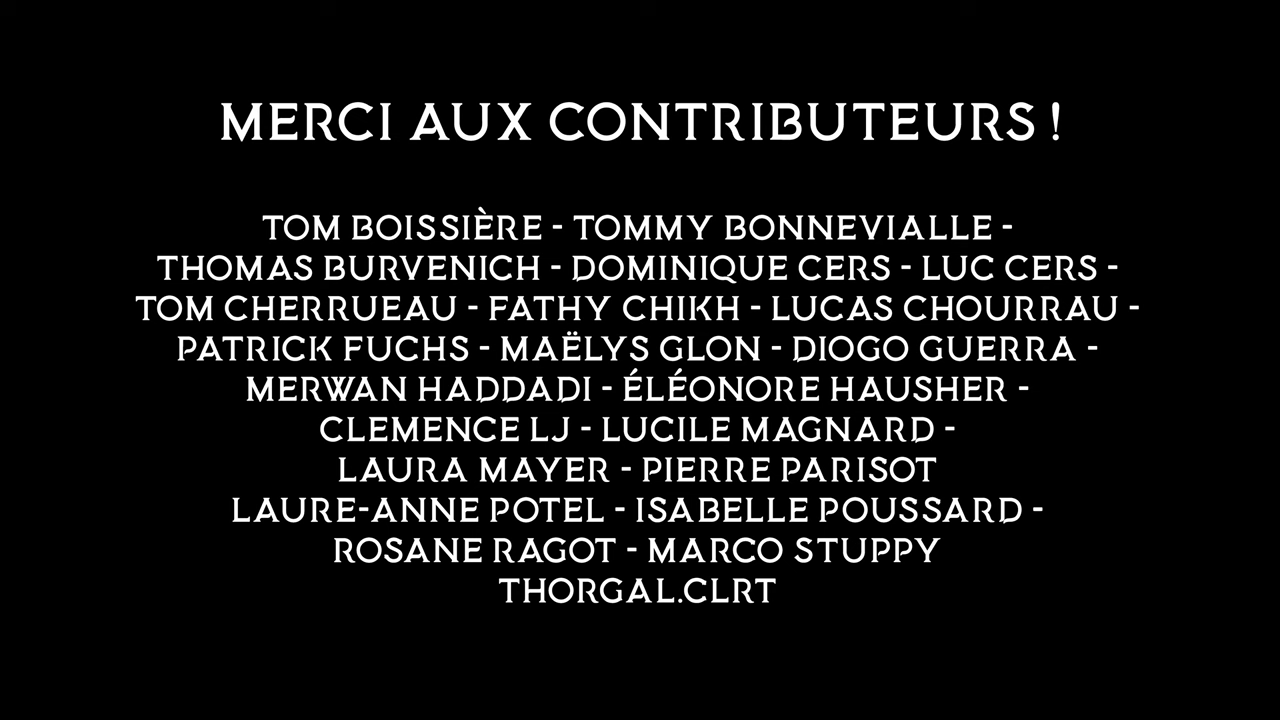 MERCI AUX CONTRIBUTEURS !
TOM BOISSIÈRE - TOMMY BONNEVIALLE -
THOMAS BURVENICH - DOMINIQUE CERS - LUC CERS -
TOM CHERRUEAU - FATHY CHIKH - LUCAS CHOURRAU -
PATRICK FUCHS - MAËLYS GLON - DIOGO GUERRA -
MERWAN HADDADI - ÉLÉONORE HAUSHER -
CLEMENCE LJ - LUCILE MAGNARD -
LAURA MAYER - PIERRE PARISOT
LAURE-ANNE POTEL - ISABELLE POUSSARD -
ROSANE RAGOT - MARCO STUPPY
THORGAL.CLRT